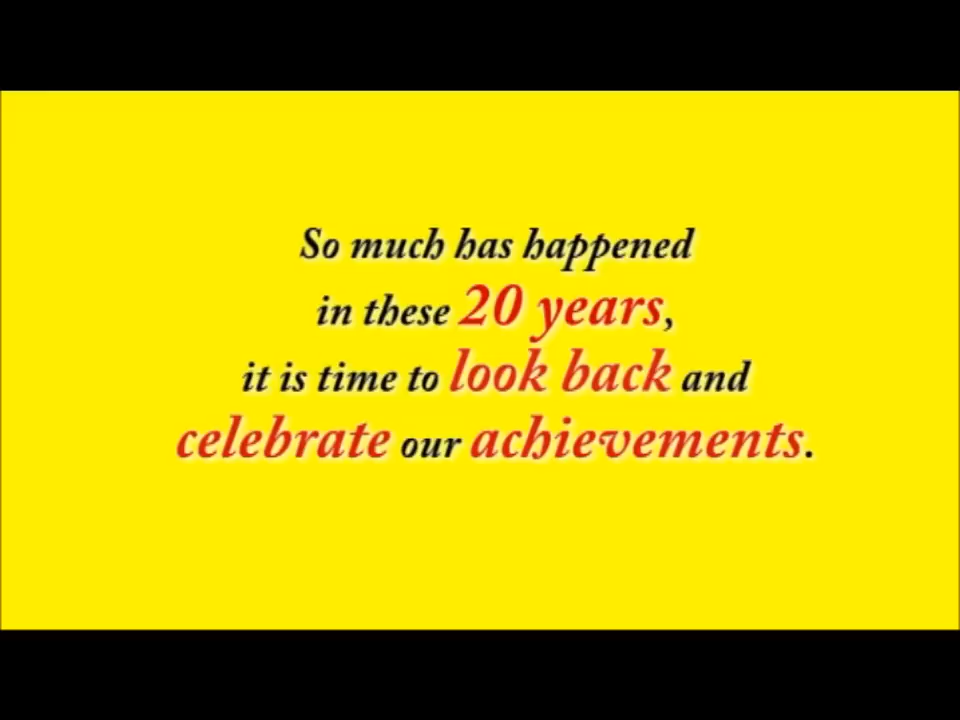 So much has happened
in these 20 years,
it is time to look back and
celebrate our achievements.